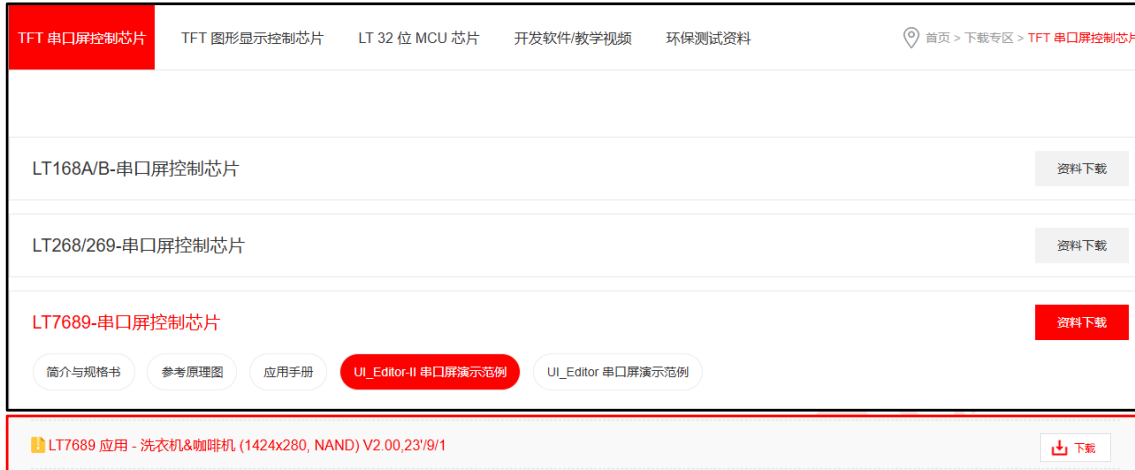 TFT 串口屏控制芯片 TFT 图形显示控制芯片 LT 32 位 MCU 芯片 开发软件/教学视频 环保测试资料 首页 > 下载专区 > TFT 串口屏控制芯片
LT168A/B-串口屏控制芯片 资料下载
LT268/269-串口屏控制芯片 资料下载
LT7689-串口屏控制芯片 资料下载
简介与规格书 参考原理图 应用手册 UI_Editor-II 串口屏演示范例 UI_Editor 串口屏演示范例
LT7689 应用 - 洗衣机&咖啡机 (1424x280, NAND) V2.00,23'/9/1 下载